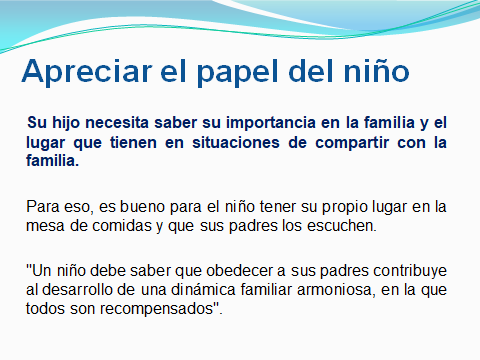 Apreciar el papel del niño
Su hijo necesita saber su importancia en la familia y el
lugar que tienen en situaciones de compartir con la
familia.
Para eso, es bueno para el niño tener su propio lugar en la
mesa de comidas y que sus padres los escuchen.
"Un niño debe saber que obedecer a sus padres contribuye
al desarrollo de una dinámica familiar armoniosa, en la que
todos son recompensados".